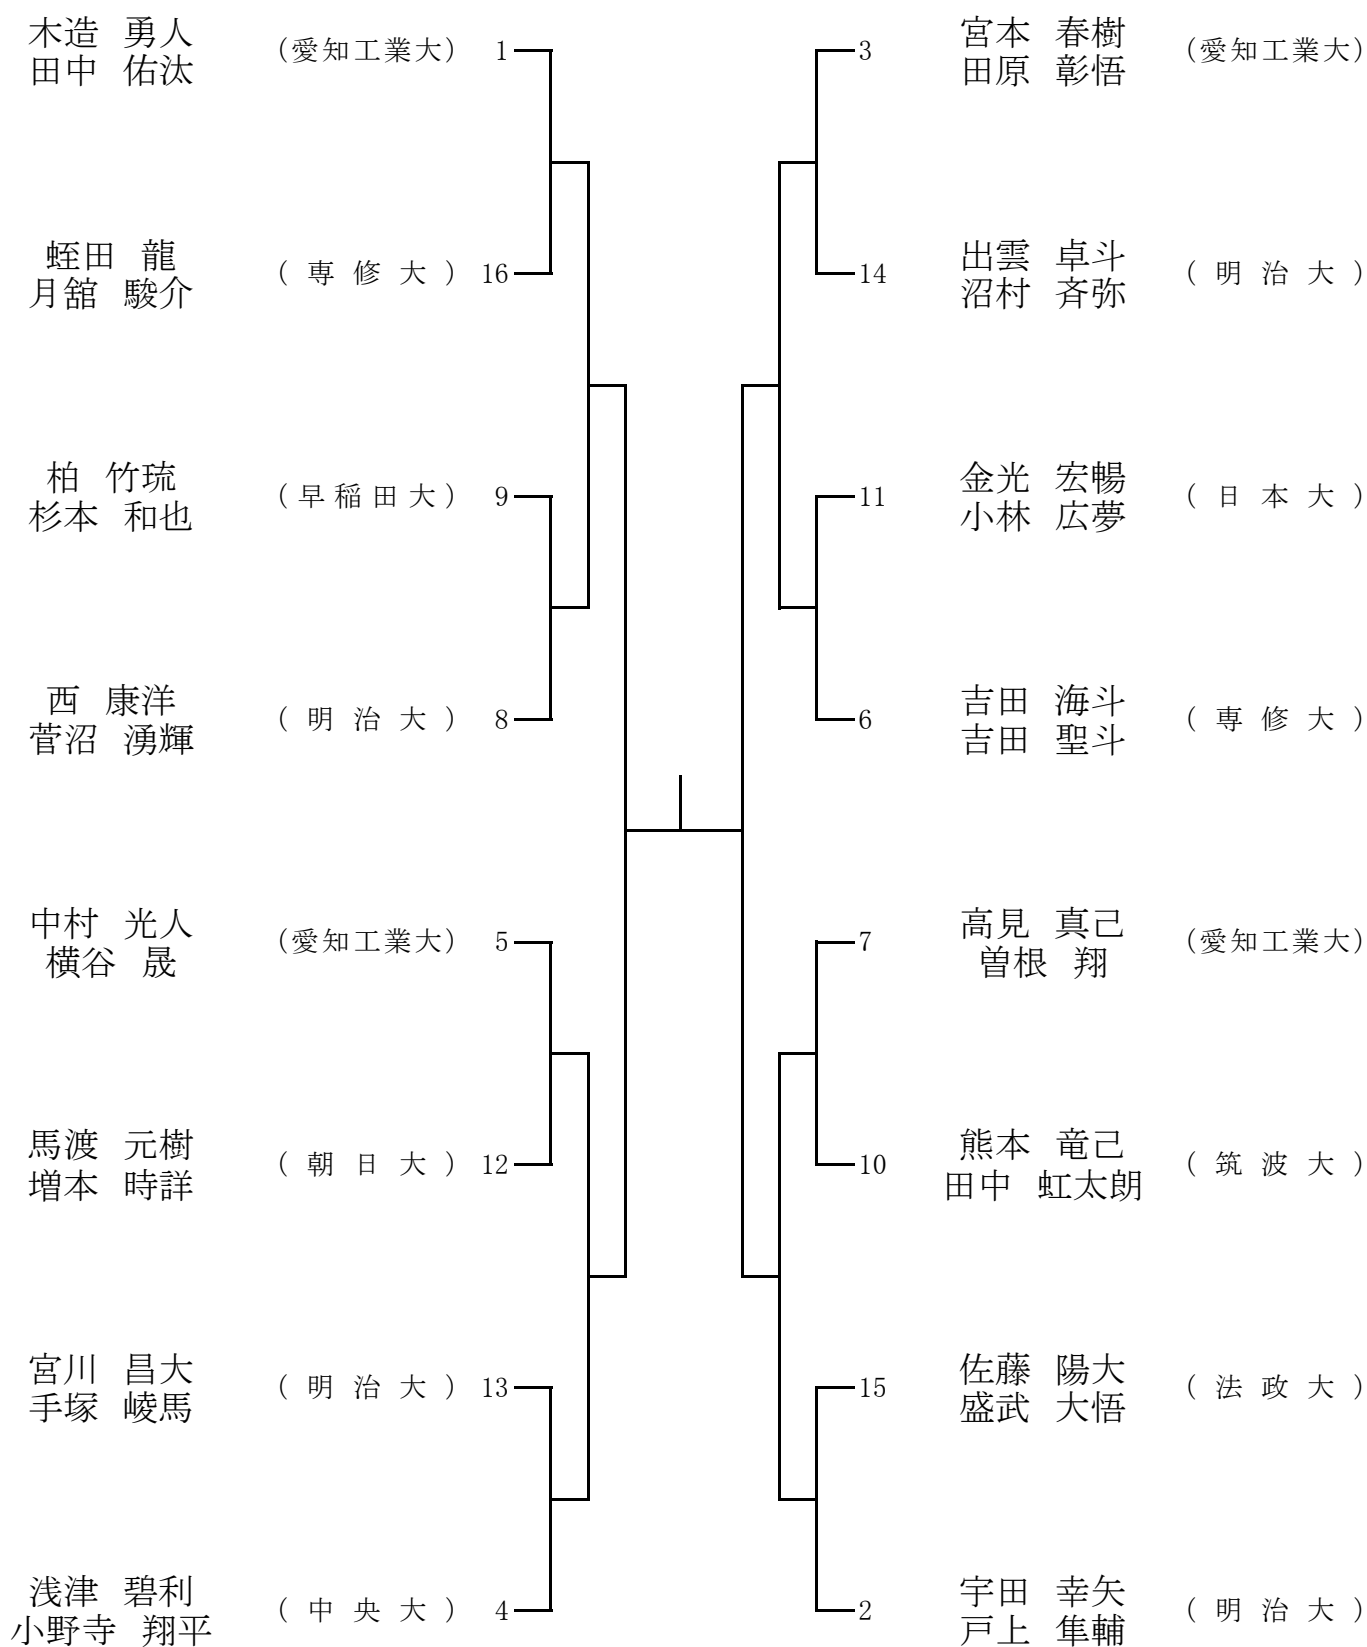 木造 勇人
田中 佑汰
(愛知工業大) 1
蛭田 龍
月舘 駿介
(専修大) 16
柏 竹琉
杉本 和也
(早稲田大) 9
西 康洋
菅沼 湧輝
(明治大) 8
中村 光人
横谷 晟
(愛知工業大) 5
馬渡 元樹
増本 時詳
(朝日大) 12
宮川 昌大
手塚 崚馬
(明治大) 13
浅津 碧利
小野寺 翔平
(中央大) 4
3 宮本 春樹
田原 彰悟
(愛知工業大)
14 出雲 卓斗
沼村 斉弥
(明治大)
11 金光 宏暢
小林 広夢
(日本大)
6 吉田 海斗
吉田 聖斗
(専修大)
7 高見 真己
曽根 翔
(愛知工業大)
10 熊本 竜己
田中 虹太朗
(筑波大)
15 佐藤 陽大
盛武 大悟
(法政大)
2 宇田 幸矢
戸上 隼輔
(明治大)